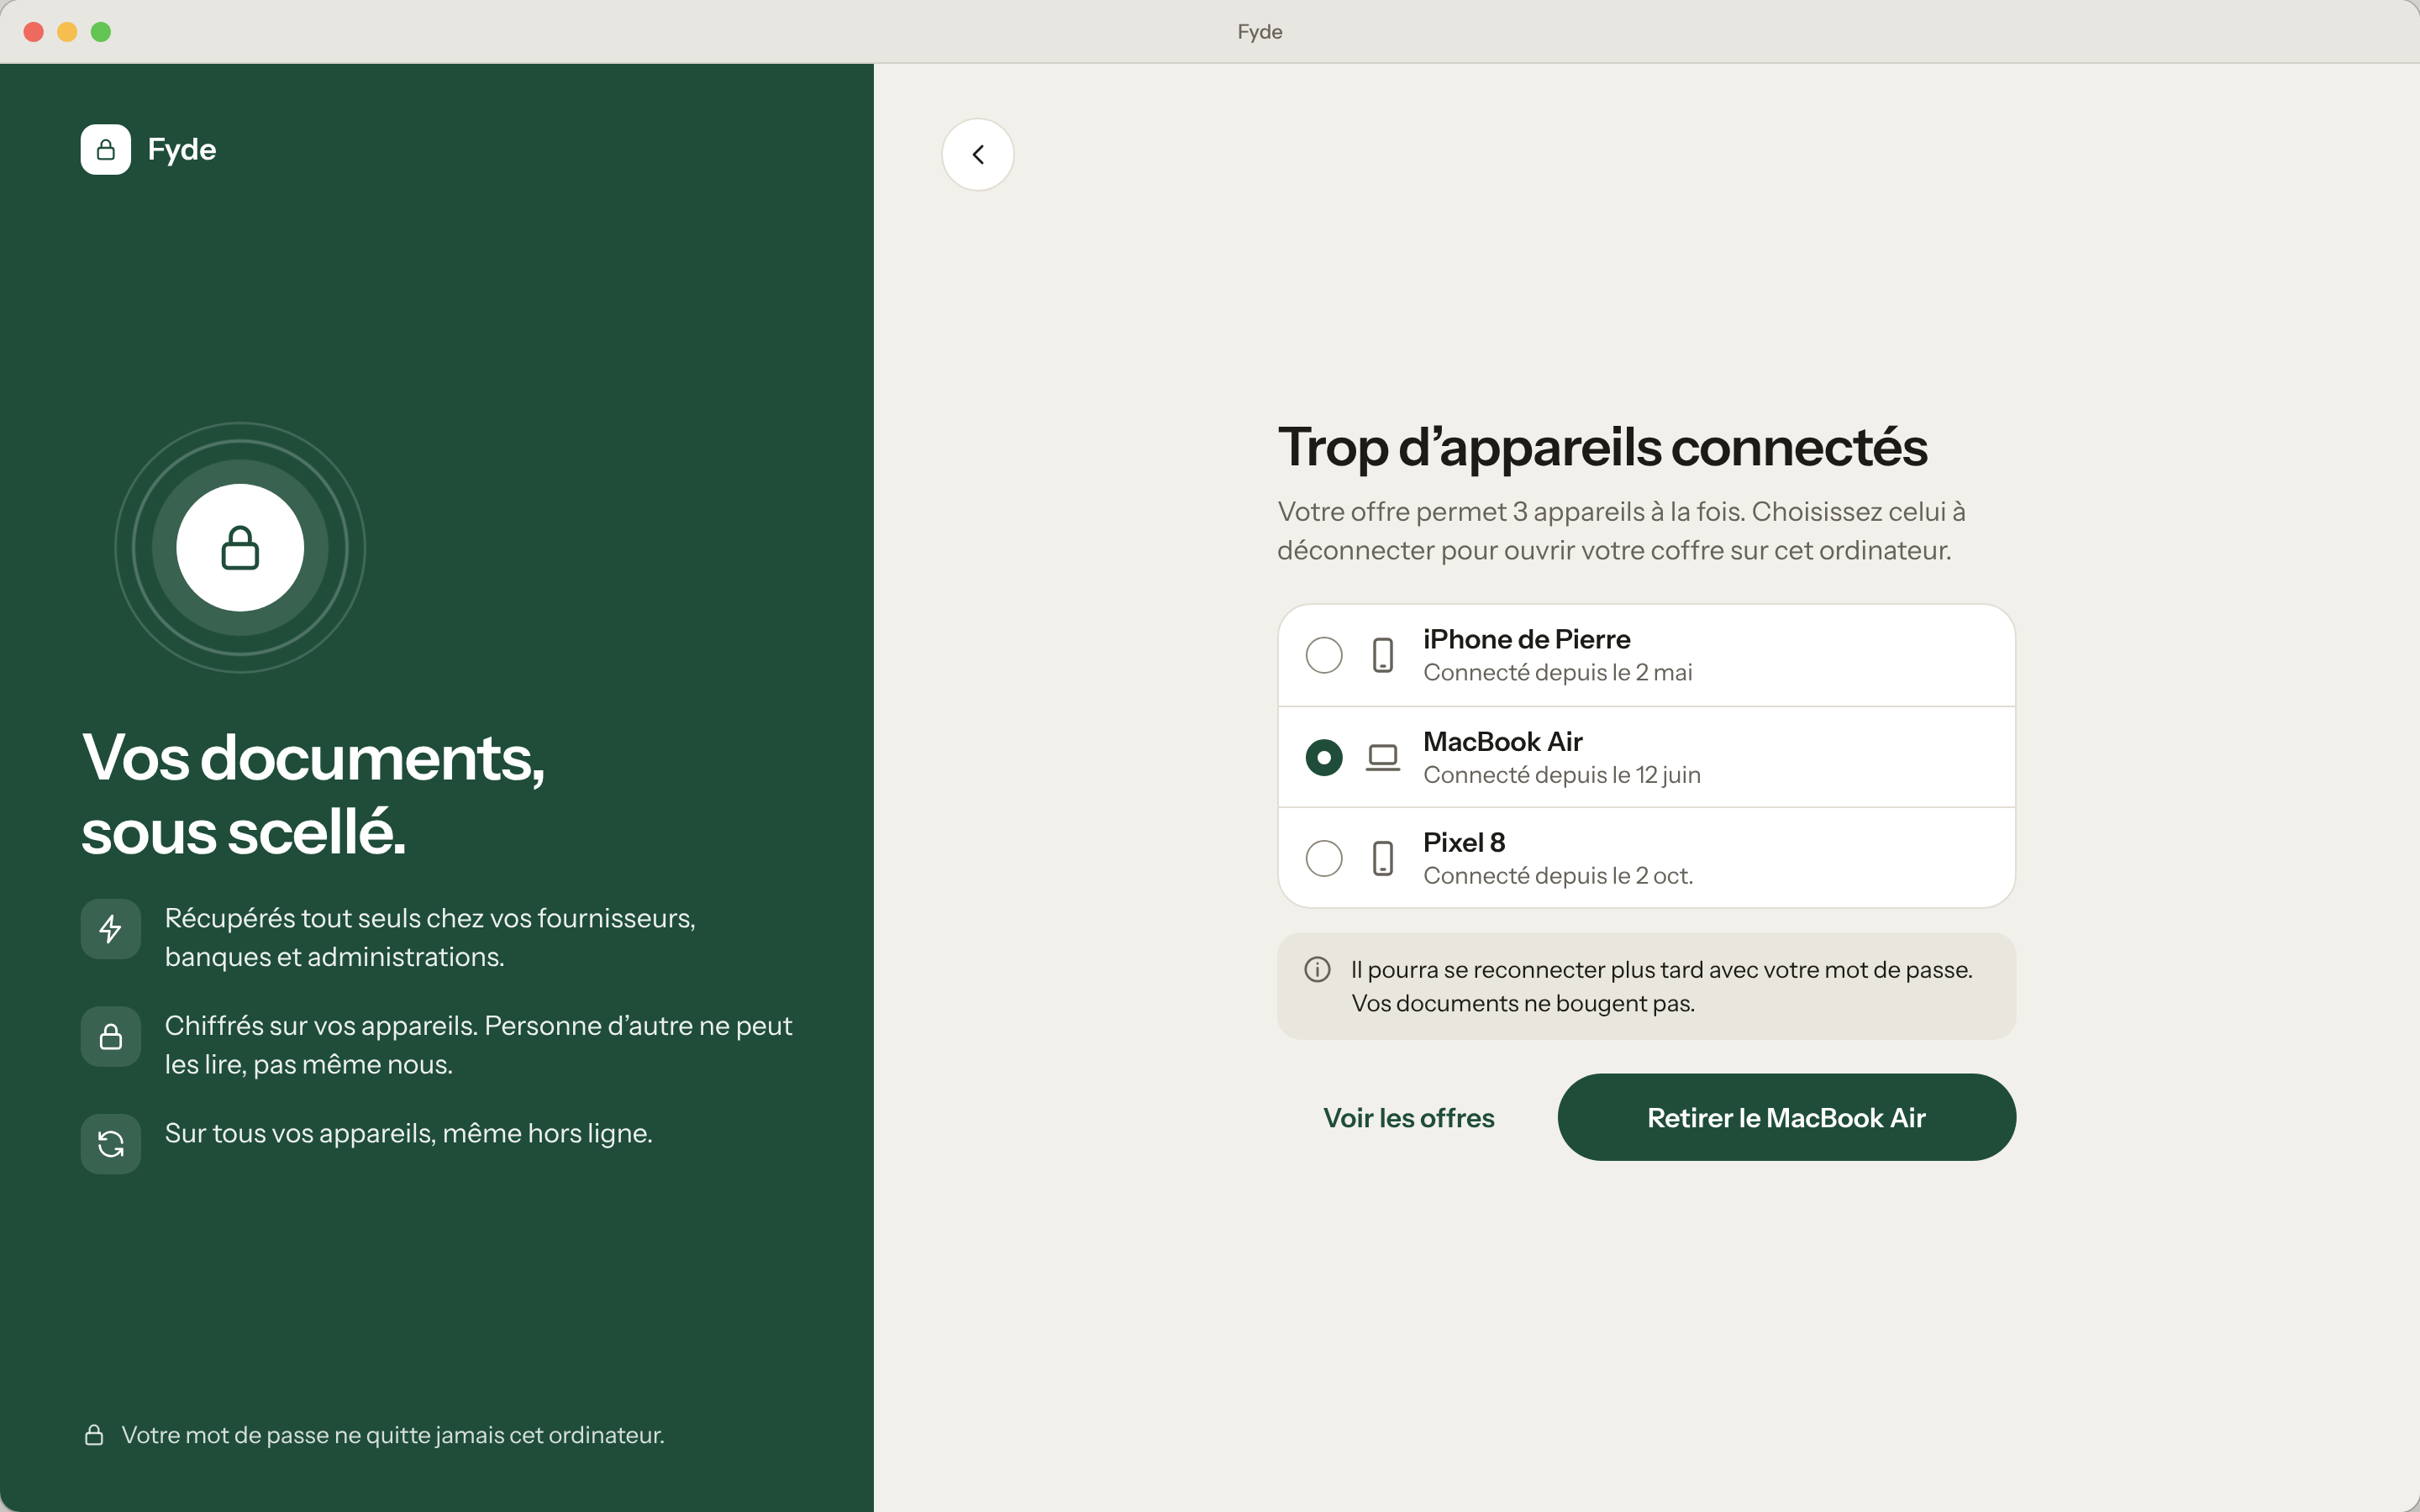 Fyde
Fyde
Vos documents,
sous scellé.
Récupérés tout seuls chez vos fournisseurs,
banques et administrations.
Chiffrés sur vos appareils. Personne d’autre ne peut
les lire, pas même nous.
Sur tous vos appareils, même hors ligne.
Votre mot de passe ne quitte jamais cet ordinateur.
Trop d’appareils connectés
Votre offre permet 3 appareils à la fois. Choisissez celui à
déconnecter pour ouvrir votre coffre sur cet ordinateur.
iPhone de Pierre
Connecté depuis le 2 mai
MacBook Air
Connecté depuis le 12 juin
Pixel 8
Connecté depuis le 2 oct.
Il pourra se reconnecter plus tard avec votre mot de passe.
Vos documents ne bougent pas.
Voir les offres
Retirer le MacBook Air